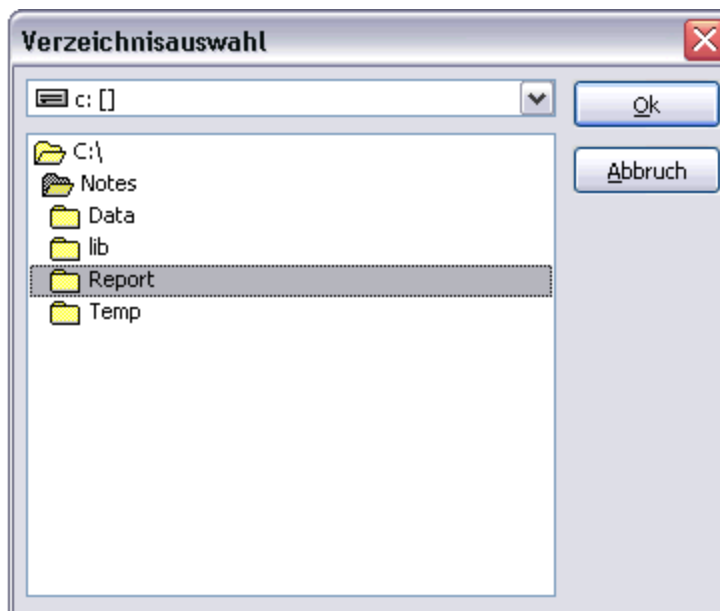 Verzeichnisauswahl
c: []
Ok
C:\
Abbruch
Notes
Data
lib
Report
Temp